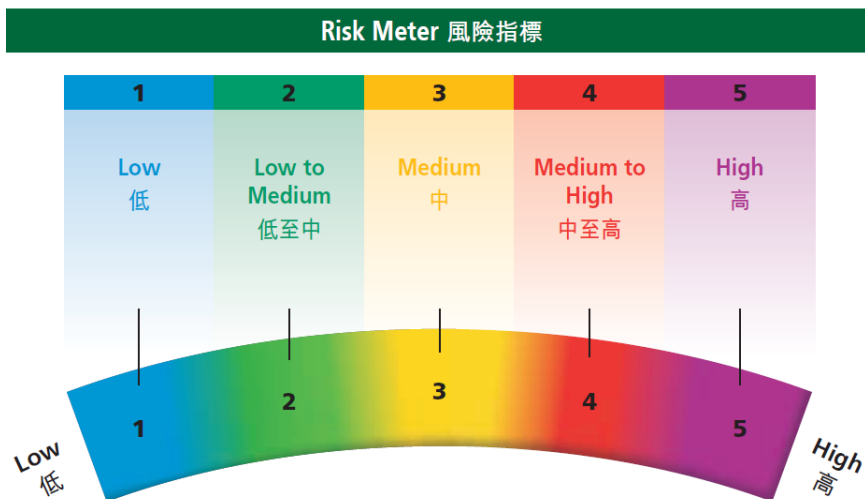 Risk Meter 風險指標
1 2 3 4 5
Low
低
Low to
Medium
低至中
Medium
中
Medium to
High
中至高
High
高
1 2 3 4 5
Low
低
High
高